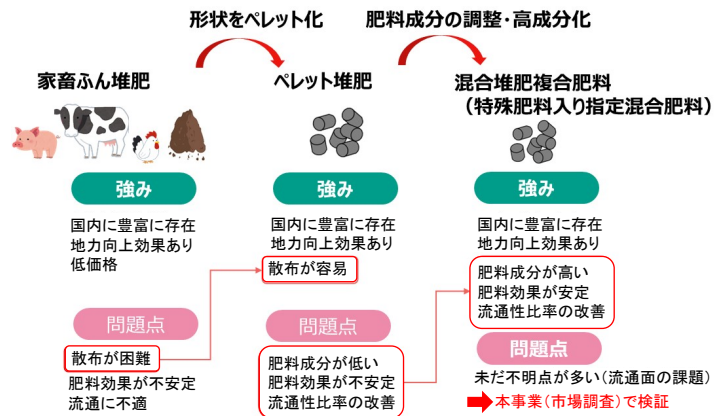 形状をペレット化
肥料成分の調整・高成分化
家畜ふん堆肥
ペレット堆肥
混合堆肥複合肥料
(特殊肥料入り指定混合肥料)
強み
国内に豊富に存在
地力向上効果あり
低価格
問題点
散布が困難
肥料効果が不安定
流通に不適
強み
国内に豊富に存在
地力向上効果あり
散布が容易
問題点
肥料成分が低い
肥料効果が不安定
流通性比率の改善
強み
国内に豊富に存在
地力向上効果あり
肥料成分が高い
肥料効果が安定
流通性比率の改善
問題点
未だ不明点が多い(流通面の課題)
本事業(市場調査)で検証